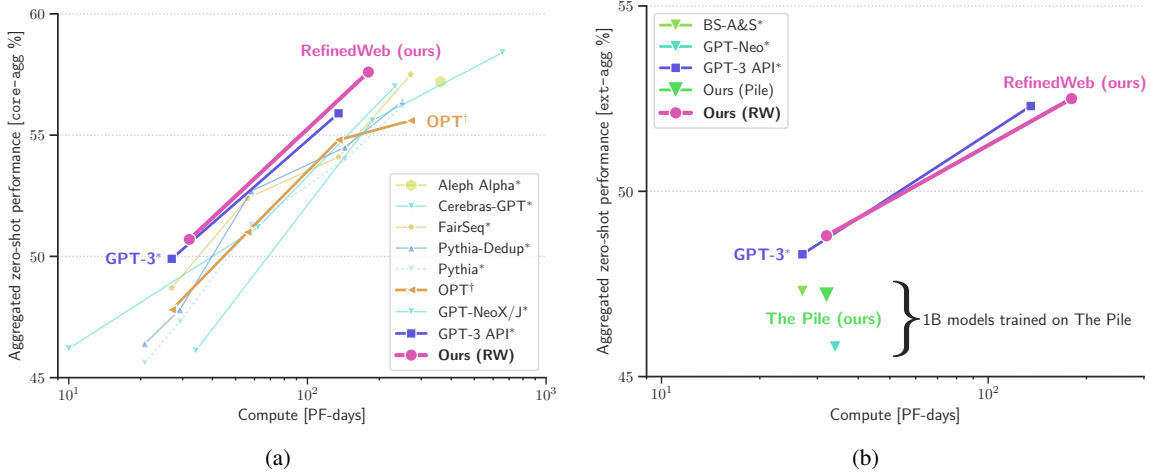 60
55
50
45
Aggregated zero-shot performance [core-agg %]
10¹
10²
10³
Compute [PF-days]
RefinedWeb (ours)
OPT†
GPT-3*
Aleph Alpha*
Cerebras-GPT*
FairSeq*
Pythia-Dedup*
Pythia*
OPT†
GPT-NeoX/J*
GPT-3 API*
Ours (RW)
(a)
55
50
45
Aggregated zero-shot performance [ext-agg %]
10¹
10²
Compute [PF-days]
BS-A&S*
GPT-Neo*
GPT-3 API*
Ours (Pile)
Ours (RW)
RefinedWeb (ours)
GPT-3*
The Pile (ours)
1B models trained on The Pile
(b)